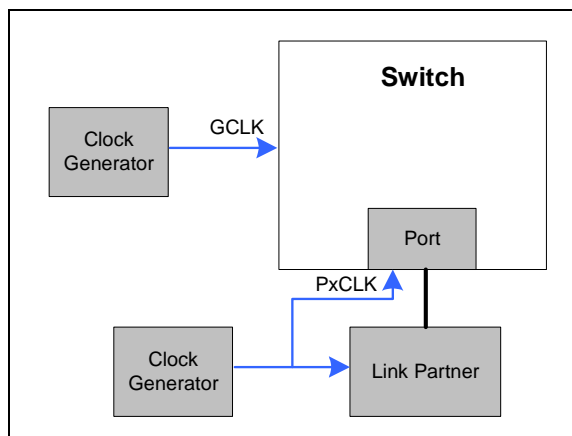 Switch
Clock
Generator
GCLK
Port
PxCLK
Clock
Generator
Link Partner